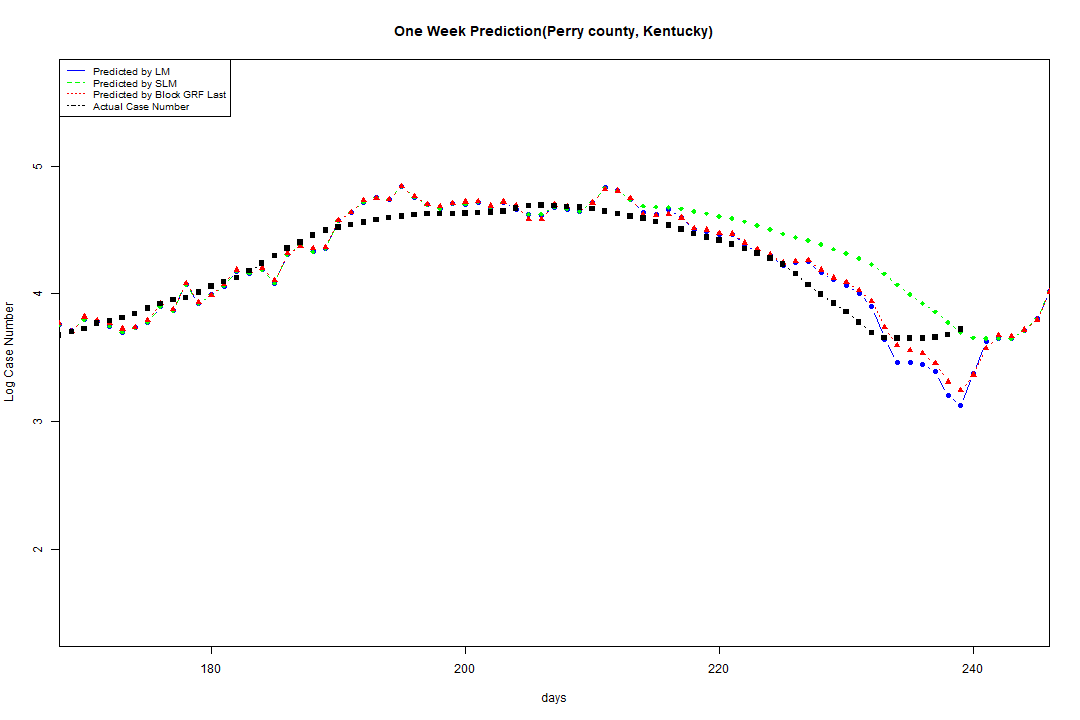 One Week Prediction(Perry county, Kentucky)
Predicted by LM
Predicted by SLM
Predicted by Block GRF Last
Actual Case Number
5
4
3
2
Log Case Number
180 200 220 240
days